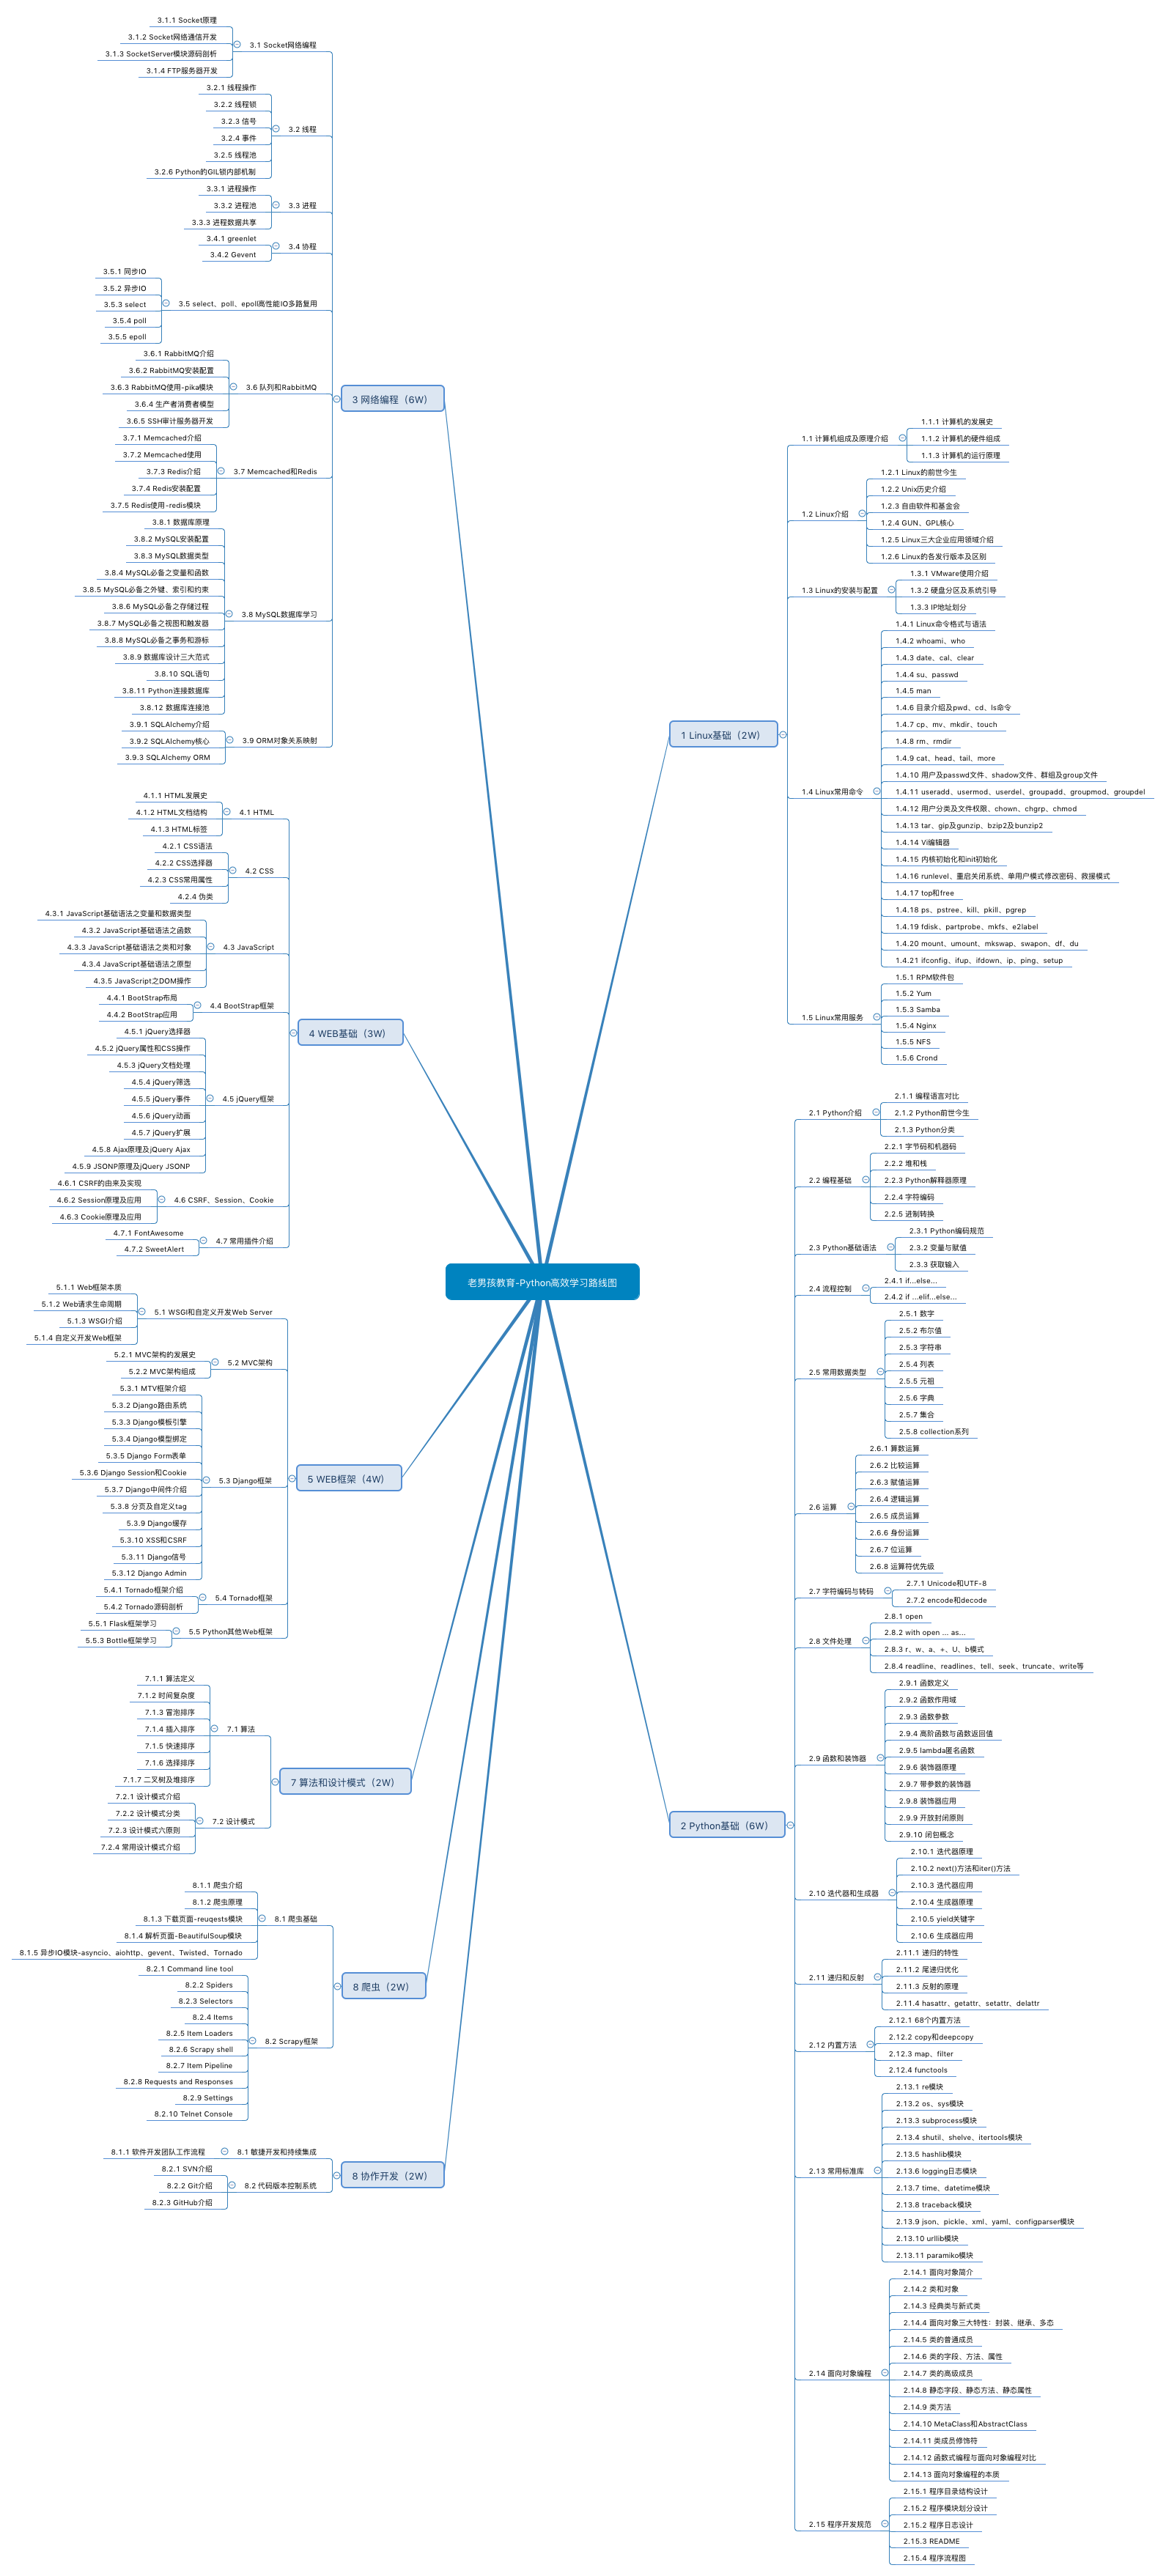 老男孩教育-Python高效学习路线图
1 Linux基础（2W）
1.1 计算机组成及原理介绍
1.1.1 计算机的发展史
1.1.2 计算机的硬件组成
1.1.3 计算机的运行原理
1.2 Linux介绍
1.2.1 Linux的前世今生
1.2.2 Unix历史介绍
1.2.3 自由软件和基金会
1.2.4 GUN、GPL核心
1.2.5 Linux三大企业应用领域介绍
1.2.6 Linux的各发行版本及区别
1.3 Linux的安装与配置
1.3.1 VMware使用介绍
1.3.2 硬盘分区及系统引导
1.3.3 IP地址划分
1.4 Linux常用命令
1.4.1 Linux命令格式与语法
1.4.2 whoami、who
1.4.3 date、cal、clear
1.4.4 su、passwd
1.4.5 man
1.4.6 目录介绍及pwd、cd、ls命令
1.4.7 cp、mv、mkdir、touch
1.4.8 rm、rmdir
1.4.9 cat、head、tail、more
1.4.10 用户及passwd文件、shadow文件、群组及group文件
1.4.11 useradd、usermod、userdel、groupadd、groupmod、groupdel
1.4.12 用户分类及文件权限、chown、chgrp、chmod
1.4.13 tar、gip及gunzip、bzip2及bunzip2
1.4.14 Vi编辑器
1.4.15 内核初始化和init初始化
1.4.16 runlevel、重启关闭系统、单用户模式修改密码、救援模式
1.4.17 top和free
1.4.18 ps、pstree、kill、pkill、pgrep
1.4.19 fdisk、partprobe、mkfs、e2label
1.4.20 mount、umount、mkswap、swapon、df、du
1.4.21 ifconfig、ifup、ifdown、ip、ping、setup
1.5 Linux常用服务
1.5.1 RPM软件包
1.5.2 Yum
1.5.3 Samba
1.5.4 Nginx
1.5.5 NFS
1.5.6 Crond
2 Python基础（6W）
2.1 Python介绍
2.1.1 编程语言对比
2.1.2 Python前世今生
2.1.3 Python分类
2.2 编程基础
2.2.1 字节码和机器码
2.2.2 堆和栈
2.2.3 Python解释器原理
2.2.4 字符编码
2.2.5 进制转换
2.3 Python基础语法
2.3.1 Python编码规范
2.3.2 变量与赋值
2.3.3 获取输入
2.4 流程控制
2.4.1 if...else...
2.4.2 if ...elif...else...
2.5 常用数据类型
2.5.1 数字
2.5.2 布尔值
2.5.3 字符串
2.5.4 列表
2.5.5 元祖
2.5.6 字典
2.5.7 集合
2.5.8 collection系列
2.6 运算
2.6.1 算数运算
2.6.2 比较运算
2.6.3 赋值运算
2.6.4 逻辑运算
2.6.5 成员运算
2.6.6 身份运算
2.6.7 位运算
2.6.8 运算符优先级
2.7 字符编码与转码
2.7.1 Unicode和UTF-8
2.7.2 encode和decode
2.8 文件处理
2.8.1 open
2.8.2 with open ... as...
2.8.3 r、w、a、+、U、b模式
2.8.4 readline、readlines、tell、seek、truncate、write等
2.9 函数和装饰器
2.9.1 函数定义
2.9.2 函数作用域
2.9.3 函数参数
2.9.4 高阶函数与函数返回值
2.9.5 lambda匿名函数
2.9.6 装饰器原理
2.9.7 带参数的装饰器
2.9.8 装饰器应用
2.9.9 开放封闭原则
2.9.10 闭包概念
2.10 迭代器和生成器
2.10.1 迭代器原理
2.10.2 next()方法和iter()方法
2.10.3 迭代器应用
2.10.4 生成器原理
2.10.5 yield关键字
2.10.6 生成器应用
2.11 递归和反射
2.11.1 递归的特性
2.11.2 尾递归优化
2.11.3 反射的原理
2.11.4 hasattr、getattr、setattr、delattr
2.12 内置方法
2.12.1 68个内置方法
2.12.2 copy和deepcopy
2.12.3 map、filter
2.12.4 functools
2.13 常用标准库
2.13.1 re模块
2.13.2 os、sys模块
2.13.3 subprocess模块
2.13.4 shutil、shelve、itertools模块
2.13.5 hashlib模块
2.13.6 logging日志模块
2.13.7 time、datetime模块
2.13.8 traceback模块
2.13.9 json、pickle、xml、yaml、configparser模块
2.13.10 urllib模块
2.13.11 paramiko模块
2.14 面向对象编程
2.14.1 面向对象简介
2.14.2 类和对象
2.14.3 经典类与新式类
2.14.4 面向对象三大特性：封装、继承、多态
2.14.5 类的普通成员
2.14.6 类的字段、方法、属性
2.14.7 类的高级成员
2.14.8 静态字段、静态方法、静态属性
2.14.9 类方法
2.14.10 MetaClass和AbstractClass
2.14.11 类成员修饰符
2.14.12 函数式编程与面向对象编程对比
2.14.13 面向对象编程的本质
2.15 程序开发规范
2.15.1 程序目录结构设计
2.15.2 程序模块划分设计
2.15.2 程序日志设计
2.15.3 README
2.15.4 程序流程图
3 网络编程（6W）
3.1 Socket网络编程
3.1.1 Socket原理
3.1.2 Socket网络通信开发
3.1.3 SocketServer模块源码剖析
3.1.4 FTP服务器开发
3.2 线程
3.2.1 线程操作
3.2.2 线程锁
3.2.3 信号
3.2.4 事件
3.2.5 线程池
3.2.6 Python的GIL锁内部机制
3.3 进程
3.3.1 进程操作
3.3.2 进程池
3.3.3 进程数据共享
3.4 协程
3.4.1 greenlet
3.4.2 Gevent
3.5 select、poll、epoll高性能IO多路复用
3.5.1 同步IO
3.5.2 异步IO
3.5.3 select
3.5.4 poll
3.5.5 epoll
3.6 队列和RabbitMQ
3.6.1 RabbitMQ介绍
3.6.2 RabbitMQ安装配置
3.6.3 RabbitMQ使用-pika模块
3.6.4 生产者消费者模型
3.6.5 SSH审计服务器开发
3.7 Memcached和Redis
3.7.1 Memcached介绍
3.7.2 Memcached使用
3.7.3 Redis介绍
3.7.4 Redis安装配置
3.7.5 Redis使用-redis模块
3.8 MySQL数据库学习
3.8.1 数据库原理
3.8.2 MySQL安装配置
3.8.3 MySQL数据类型
3.8.4 MySQL必备之变量和函数
3.8.5 MySQL必备之外键、索引和约束
3.8.6 MySQL必备之存储过程
3.8.7 MySQL必备之视图和触发器
3.8.8 MySQL必备之事务和游标
3.8.9 数据库设计三大范式
3.8.10 SQL语句
3.8.11 Python连接数据库
3.8.12 数据库连接池
3.9 ORM对象关系映射
3.9.1 SQLAlchemy介绍
3.9.2 SQLAlchemy核心
3.9.3 SQLAlchemy ORM
4 WEB基础（3W）
4.1 HTML
4.1.1 HTML发展史
4.1.2 HTML文档结构
4.1.3 HTML标签
4.2 CSS
4.2.1 CSS语法
4.2.2 CSS选择器
4.2.3 CSS常用属性
4.2.4 伪类
4.3 JavaScript
4.3.1 JavaScript基础语法之变量和数据类型
4.3.2 JavaScript基础语法之函数
4.3.3 JavaScript基础语法之类和对象
4.3.4 JavaScript基础语法之原型
4.3.5 JavaScript之DOM操作
4.4 BootStrap框架
4.4.1 BootStrap布局
4.4.2 BootStrap应用
4.5 jQuery框架
4.5.1 jQuery选择器
4.5.2 jQuery属性和CSS操作
4.5.3 jQuery文档处理
4.5.4 jQuery筛选
4.5.5 jQuery事件
4.5.6 jQuery动画
4.5.7 jQuery扩展
4.5.8 Ajax原理及jQuery Ajax
4.5.9 JSONP原理及jQuery JSONP
4.6 CSRF、Session、Cookie
4.6.1 CSRF的由来及实现
4.6.2 Session原理及应用
4.6.3 Cookie原理及应用
4.7 常用插件介绍
4.7.1 FontAwesome
4.7.2 SweetAlert
5 WEB框架（4W）
5.1 WSGI和自定义开发Web Server
5.1.1 Web框架本质
5.1.2 Web请求生命周期
5.1.3 WSGI介绍
5.1.4 自定义开发Web框架
5.2 MVC架构
5.2.1 MVC架构的发展史
5.2.2 MVC架构组成
5.3 Django框架
5.3.1 MTV框架介绍
5.3.2 Django路由系统
5.3.3 Django模板引擎
5.3.4 Django模型绑定
5.3.5 Django Form表单
5.3.6 Django Session和Cookie
5.3.7 Django中间件介绍
5.3.8 分页及自定义tag
5.3.9 Django缓存
5.3.10 XSS和CSRF
5.3.11 Django信号
5.3.12 Django Admin
5.4 Tornado框架
5.4.1 Tornado框架介绍
5.4.2 Tornado源码剖析
5.5 Python其他Web框架
5.5.1 Flask框架学习
5.5.3 Bottle框架学习
7 算法和设计模式（2W）
7.1 算法
7.1.1 算法定义
7.1.2 时间复杂度
7.1.3 冒泡排序
7.1.4 插入排序
7.1.5 快速排序
7.1.6 选择排序
7.1.7 二叉树及堆排序
7.2 设计模式
7.2.1 设计模式介绍
7.2.2 设计模式分类
7.2.3 设计模式六原则
7.2.4 常用设计模式介绍
8 爬虫（2W）
8.1 爬虫基础
8.1.1 爬虫介绍
8.1.2 爬虫原理
8.1.3 下载页面-reuqests模块
8.1.4 解析页面-BeautifulSoup模块
8.1.5 异步IO模块-asyncio、aiohttp、gevent、Twisted、Tornado
8.2 Scrapy框架
8.2.1 Command line tool
8.2.2 Spiders
8.2.3 Selectors
8.2.4 Items
8.2.5 Item Loaders
8.2.6 Scrapy shell
8.2.7 Item Pipeline
8.2.8 Requests and Responses
8.2.9 Settings
8.2.10 Telnet Console
8 协作开发（2W）
8.1 敏捷开发和持续集成
8.1.1 软件开发团队工作流程
8.2 代码版本控制系统
8.2.1 SVN介绍
8.2.2 Git介绍
8.2.3 GitHub介绍